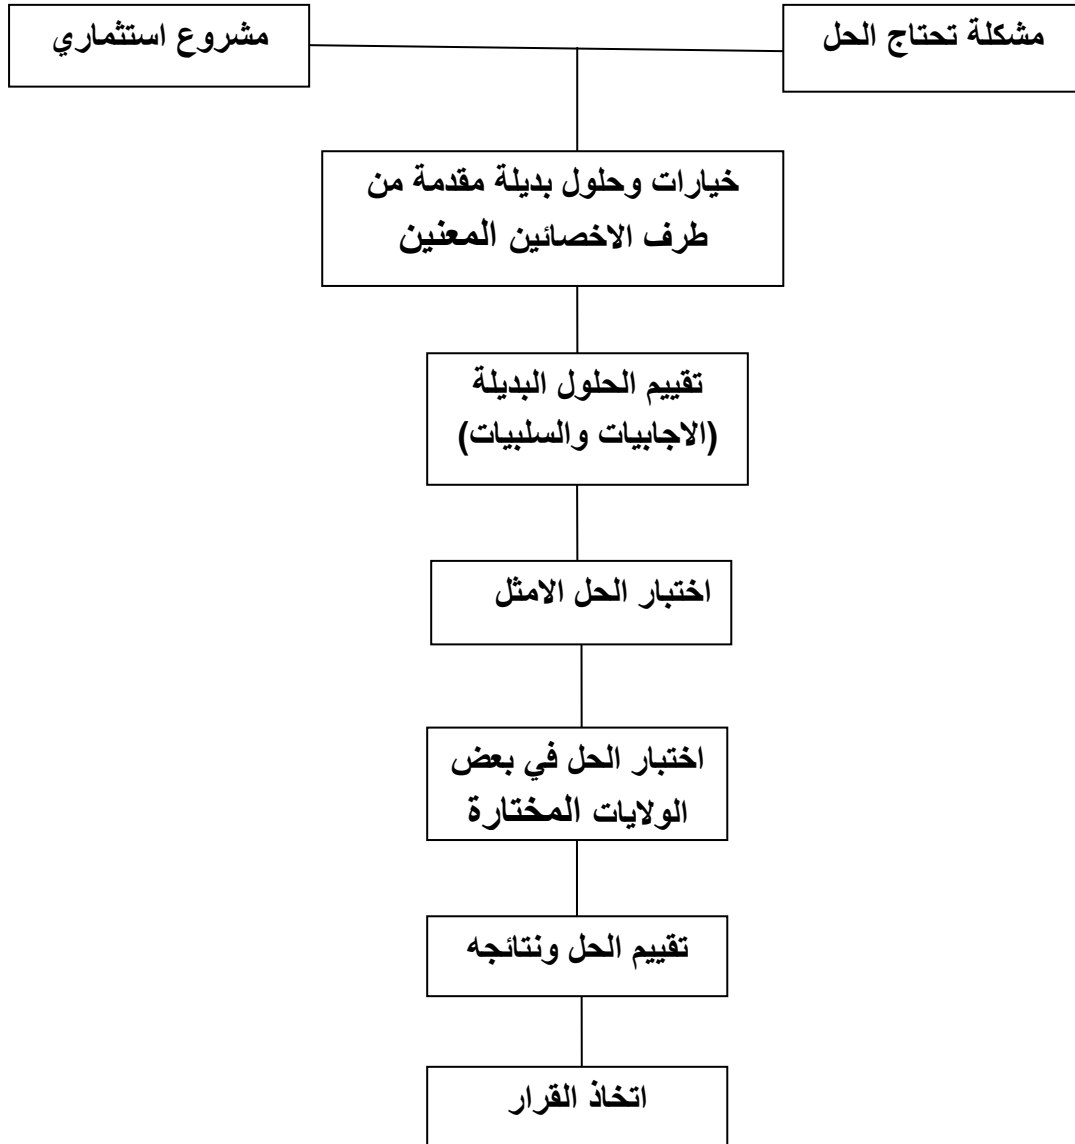 مشكلة تحتاج الحل
مشروع استثماري
خيارات وحلول بديلة مقدمة من
طرف الاخصائين المعنين
تقييم الحلول البديلة
(الاجابيات والسلبيات)
اختبار الحل الامثل
اختبار الحل في بعض
الولايات المختارة
تقييم الحل ونتائجه
اتخاذ القرار